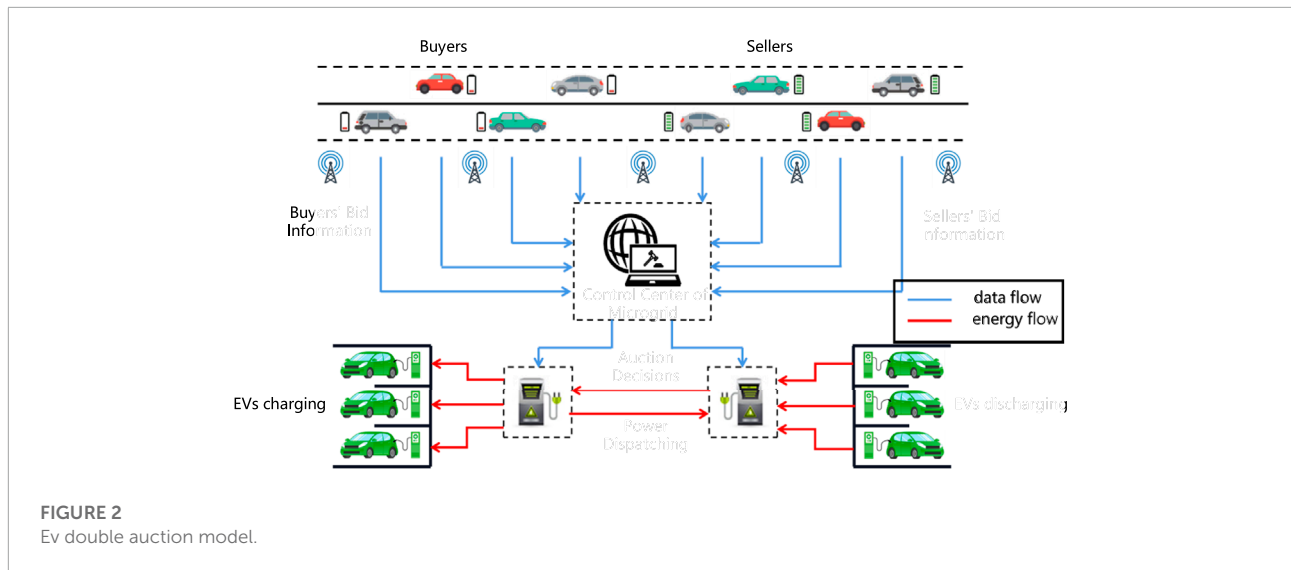 Buyers
Sellers
Buyers' Bid
Information
Sellers' Bid
nformation
Control Center of
Microgrid
data flow
energy flow
Auction
Decisions
EVs charging
EVs discharging
Power
Dispatching
FIGURE 2
Ev double auction model.